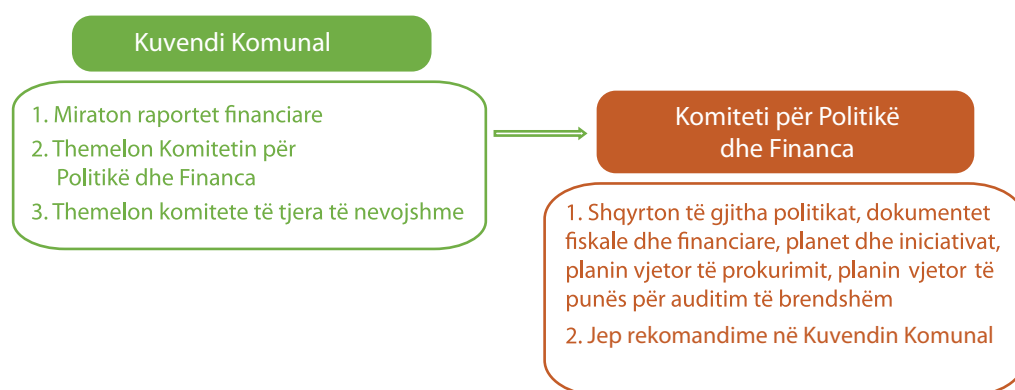 Kuvendi Komunal
1. Miraton raportet financiare
2. Themelon Komitetin për
Politikë dhe Financa
3. Themelon komitete të tjera të nevojshme
Komiteti për Politikë
dhe Financa
1. Shqyrton të gjitha politikat, dokumentet
fiskale dhe financiare, planet dhe iniciativat,
planin vjetor të prokurimit, planin vjetor të
punës për auditim të brendshëm
2. Jep rekomandime në Kuvendin Komunal